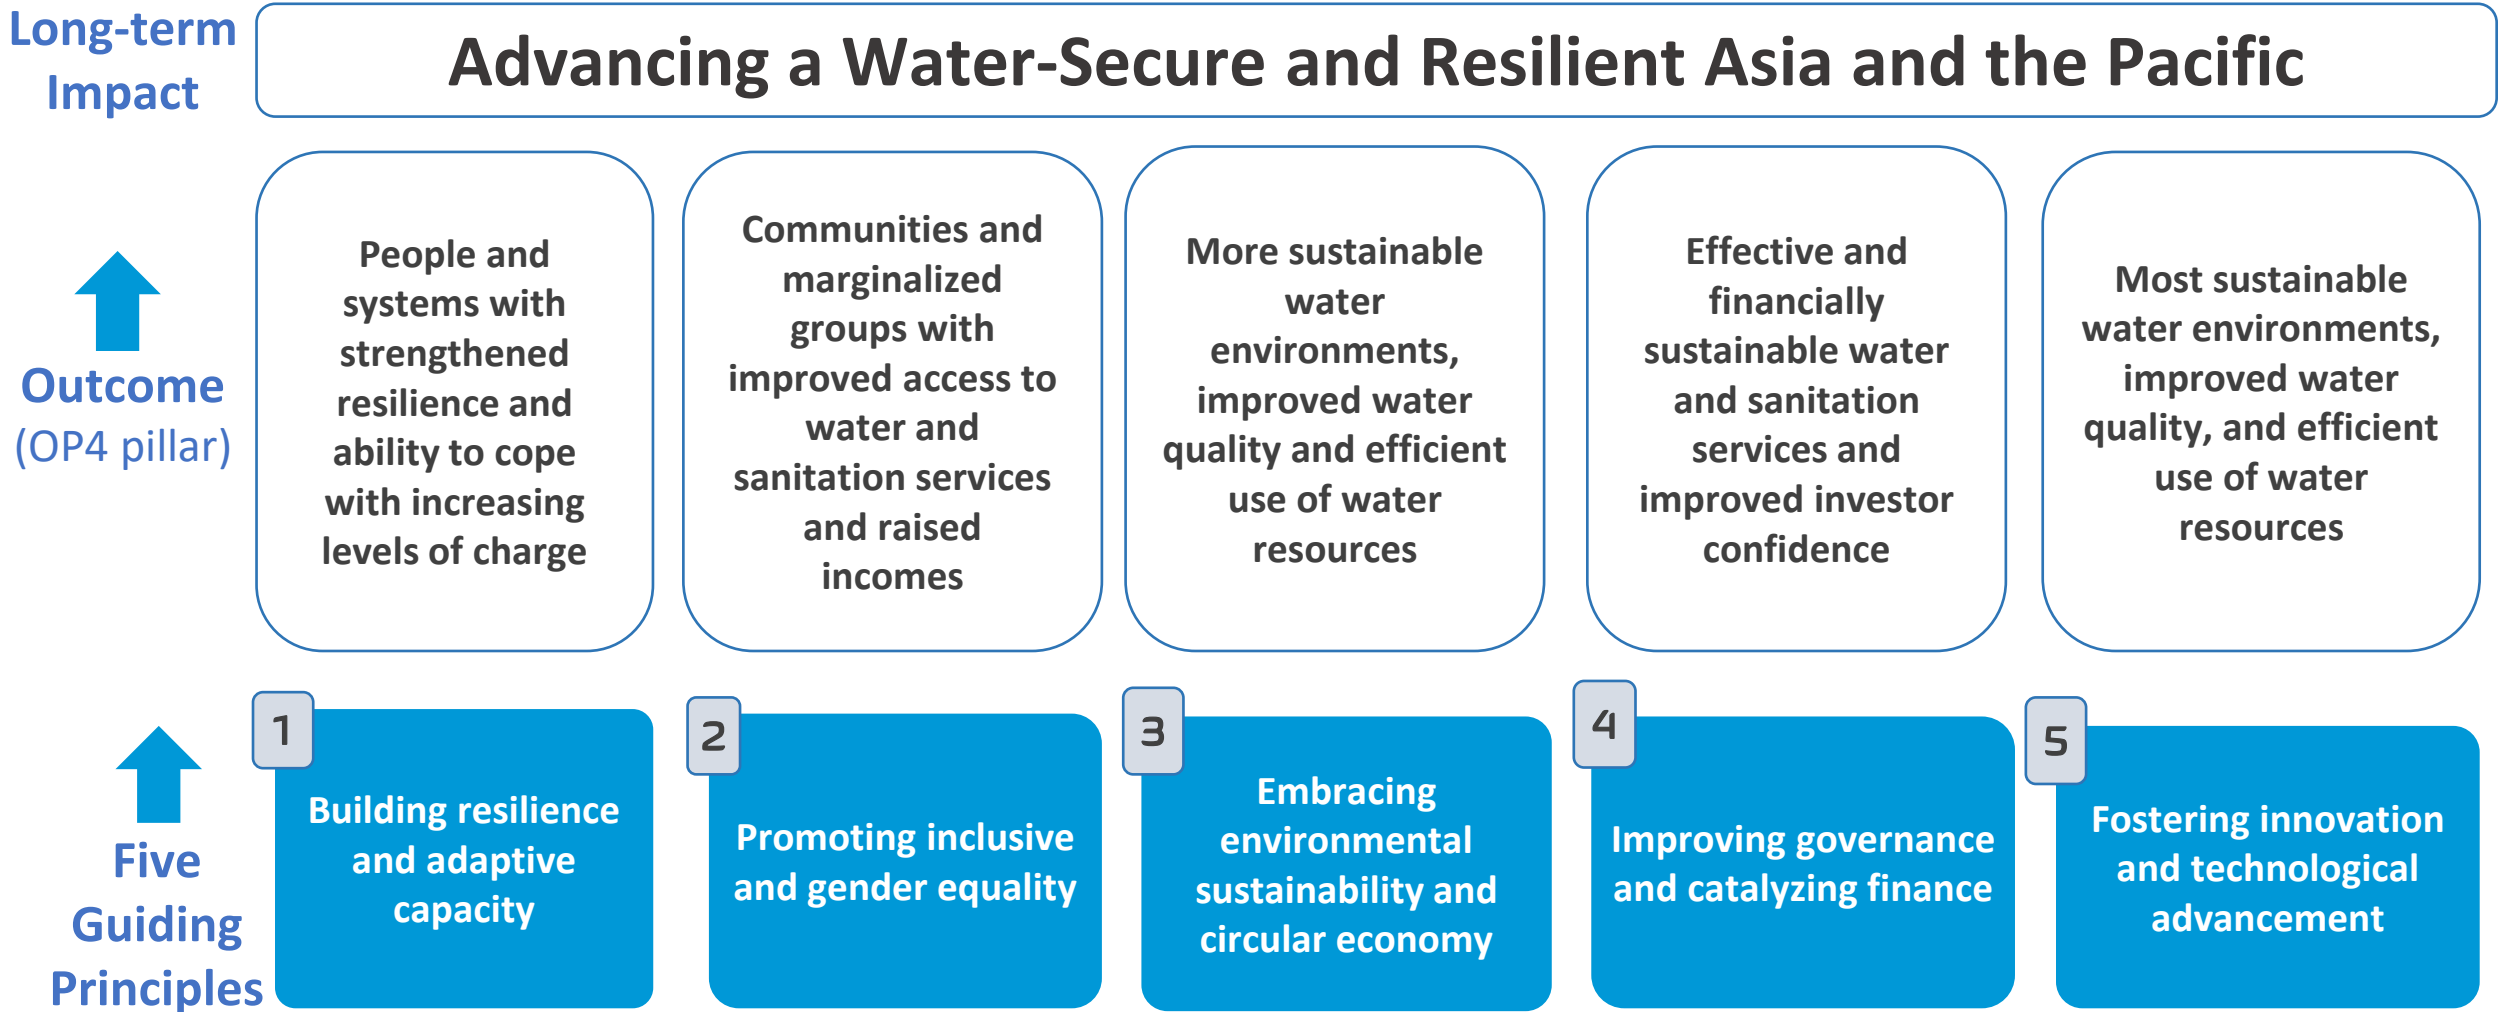 Long-term
Impact
Advancing a Water-Secure and Resilient Asia and the Pacific
Outcome
(OP4 pillar)
People and
systems with
strengthened
resilience and
ability to cope
with increasing
levels of charge
Communities and
marginalized
groups with
improved access to
water and
sanitation services
and raised
incomes
More sustainable
water
environments,
improved water
quality and efficient
use of water
resources
Effective and
financially
sustainable water
and sanitation
services and
improved investor
confidence
Most sustainable
water environments,
improved water
quality, and efficient
use of water
resources
Five
Guiding
Principles
1
Building resilience
and adaptive
capacity
2
Promoting inclusive
and gender equality
3
Embracing
environmental
sustainability and
circular economy
4
Improving governance
and catalyzing finance
5
Fostering innovation
and technological
advancement